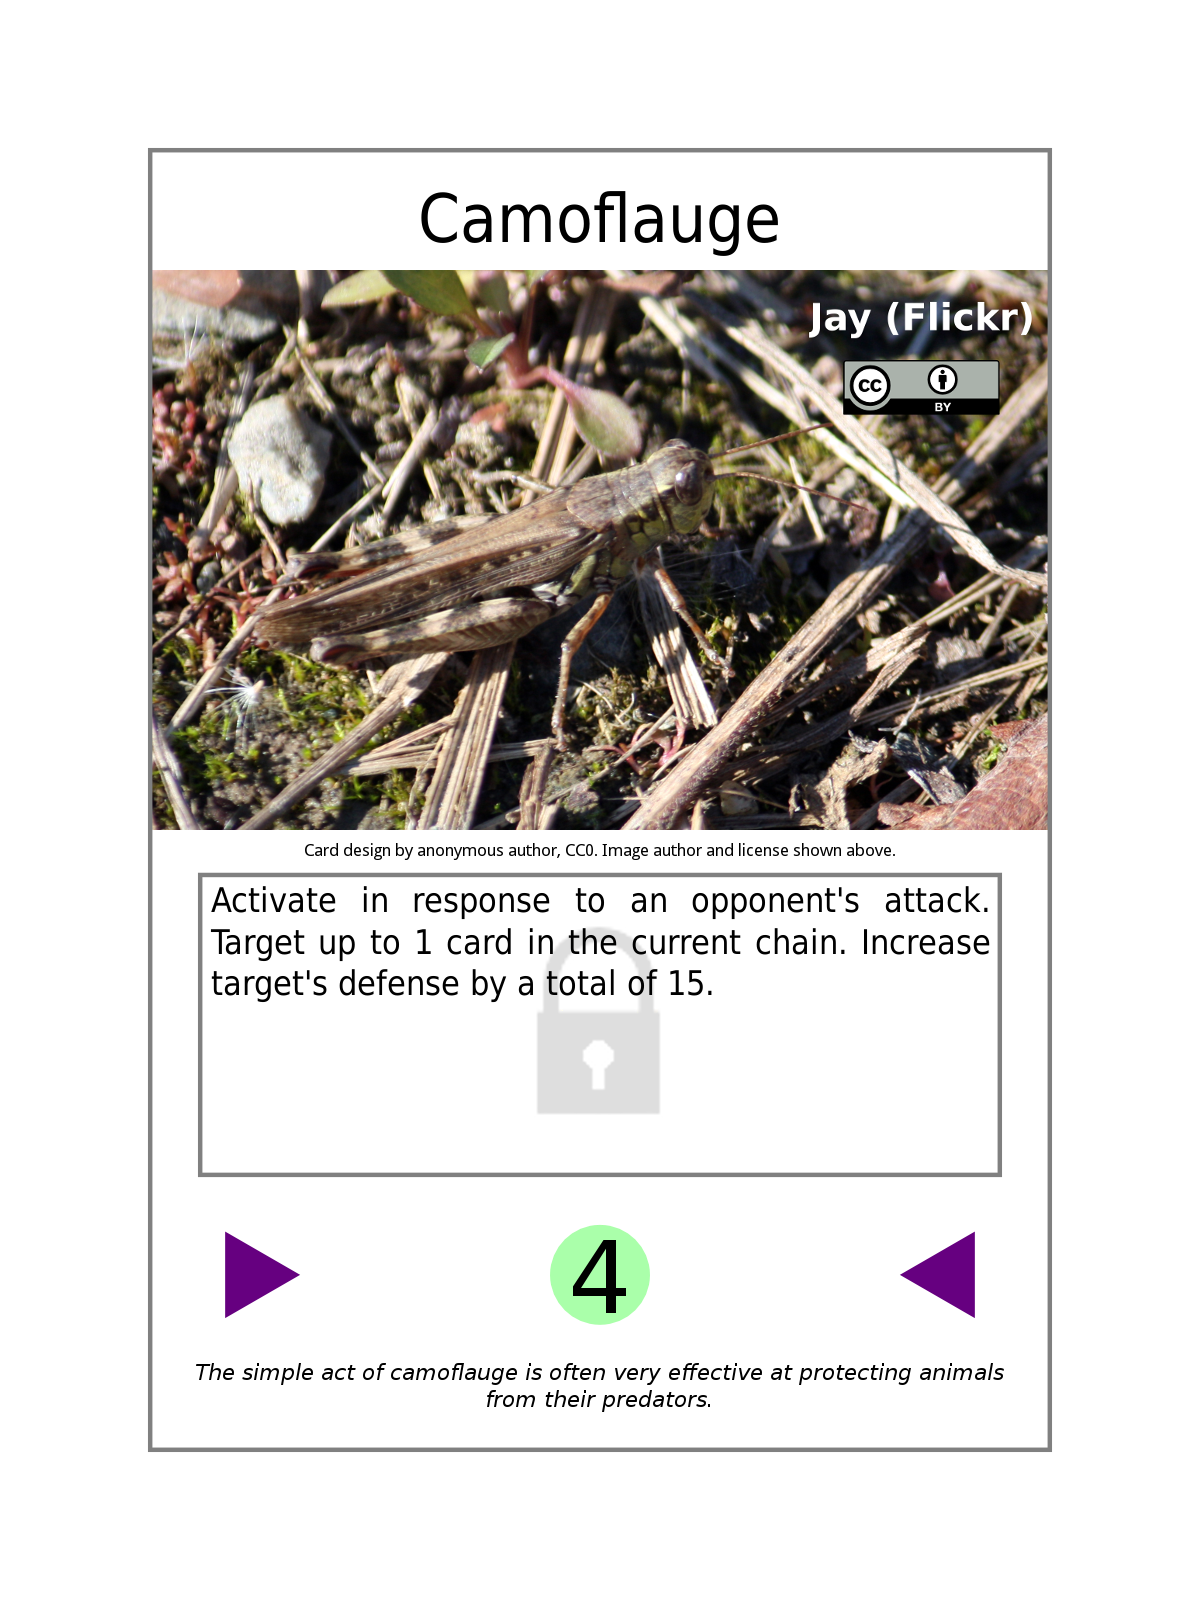 Camoflauge
Jay (Flickr)
cc
BY
Card design by anonymous author, CC0. Image author and license shown above.
Activate in response to an opponent's attack.
Target up to 1 card in the current chain. Increase
target's defense by a total of 15.
4
The simple act of camoflauge is often very effective at protecting animals
from their predators.